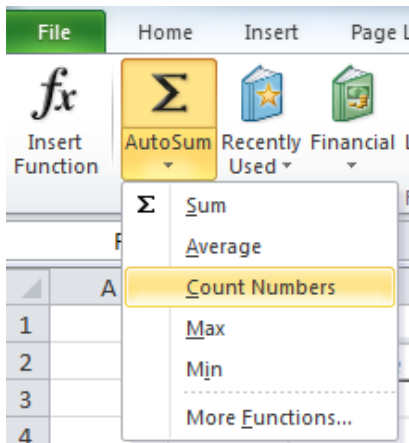 File Home Insert Page L
fx Σ
Insert AutoSum Recently Financial L
Function Used
Σ Sum
Average
A Count Numbers
1 Max
2 Min
3
More Functions...
4